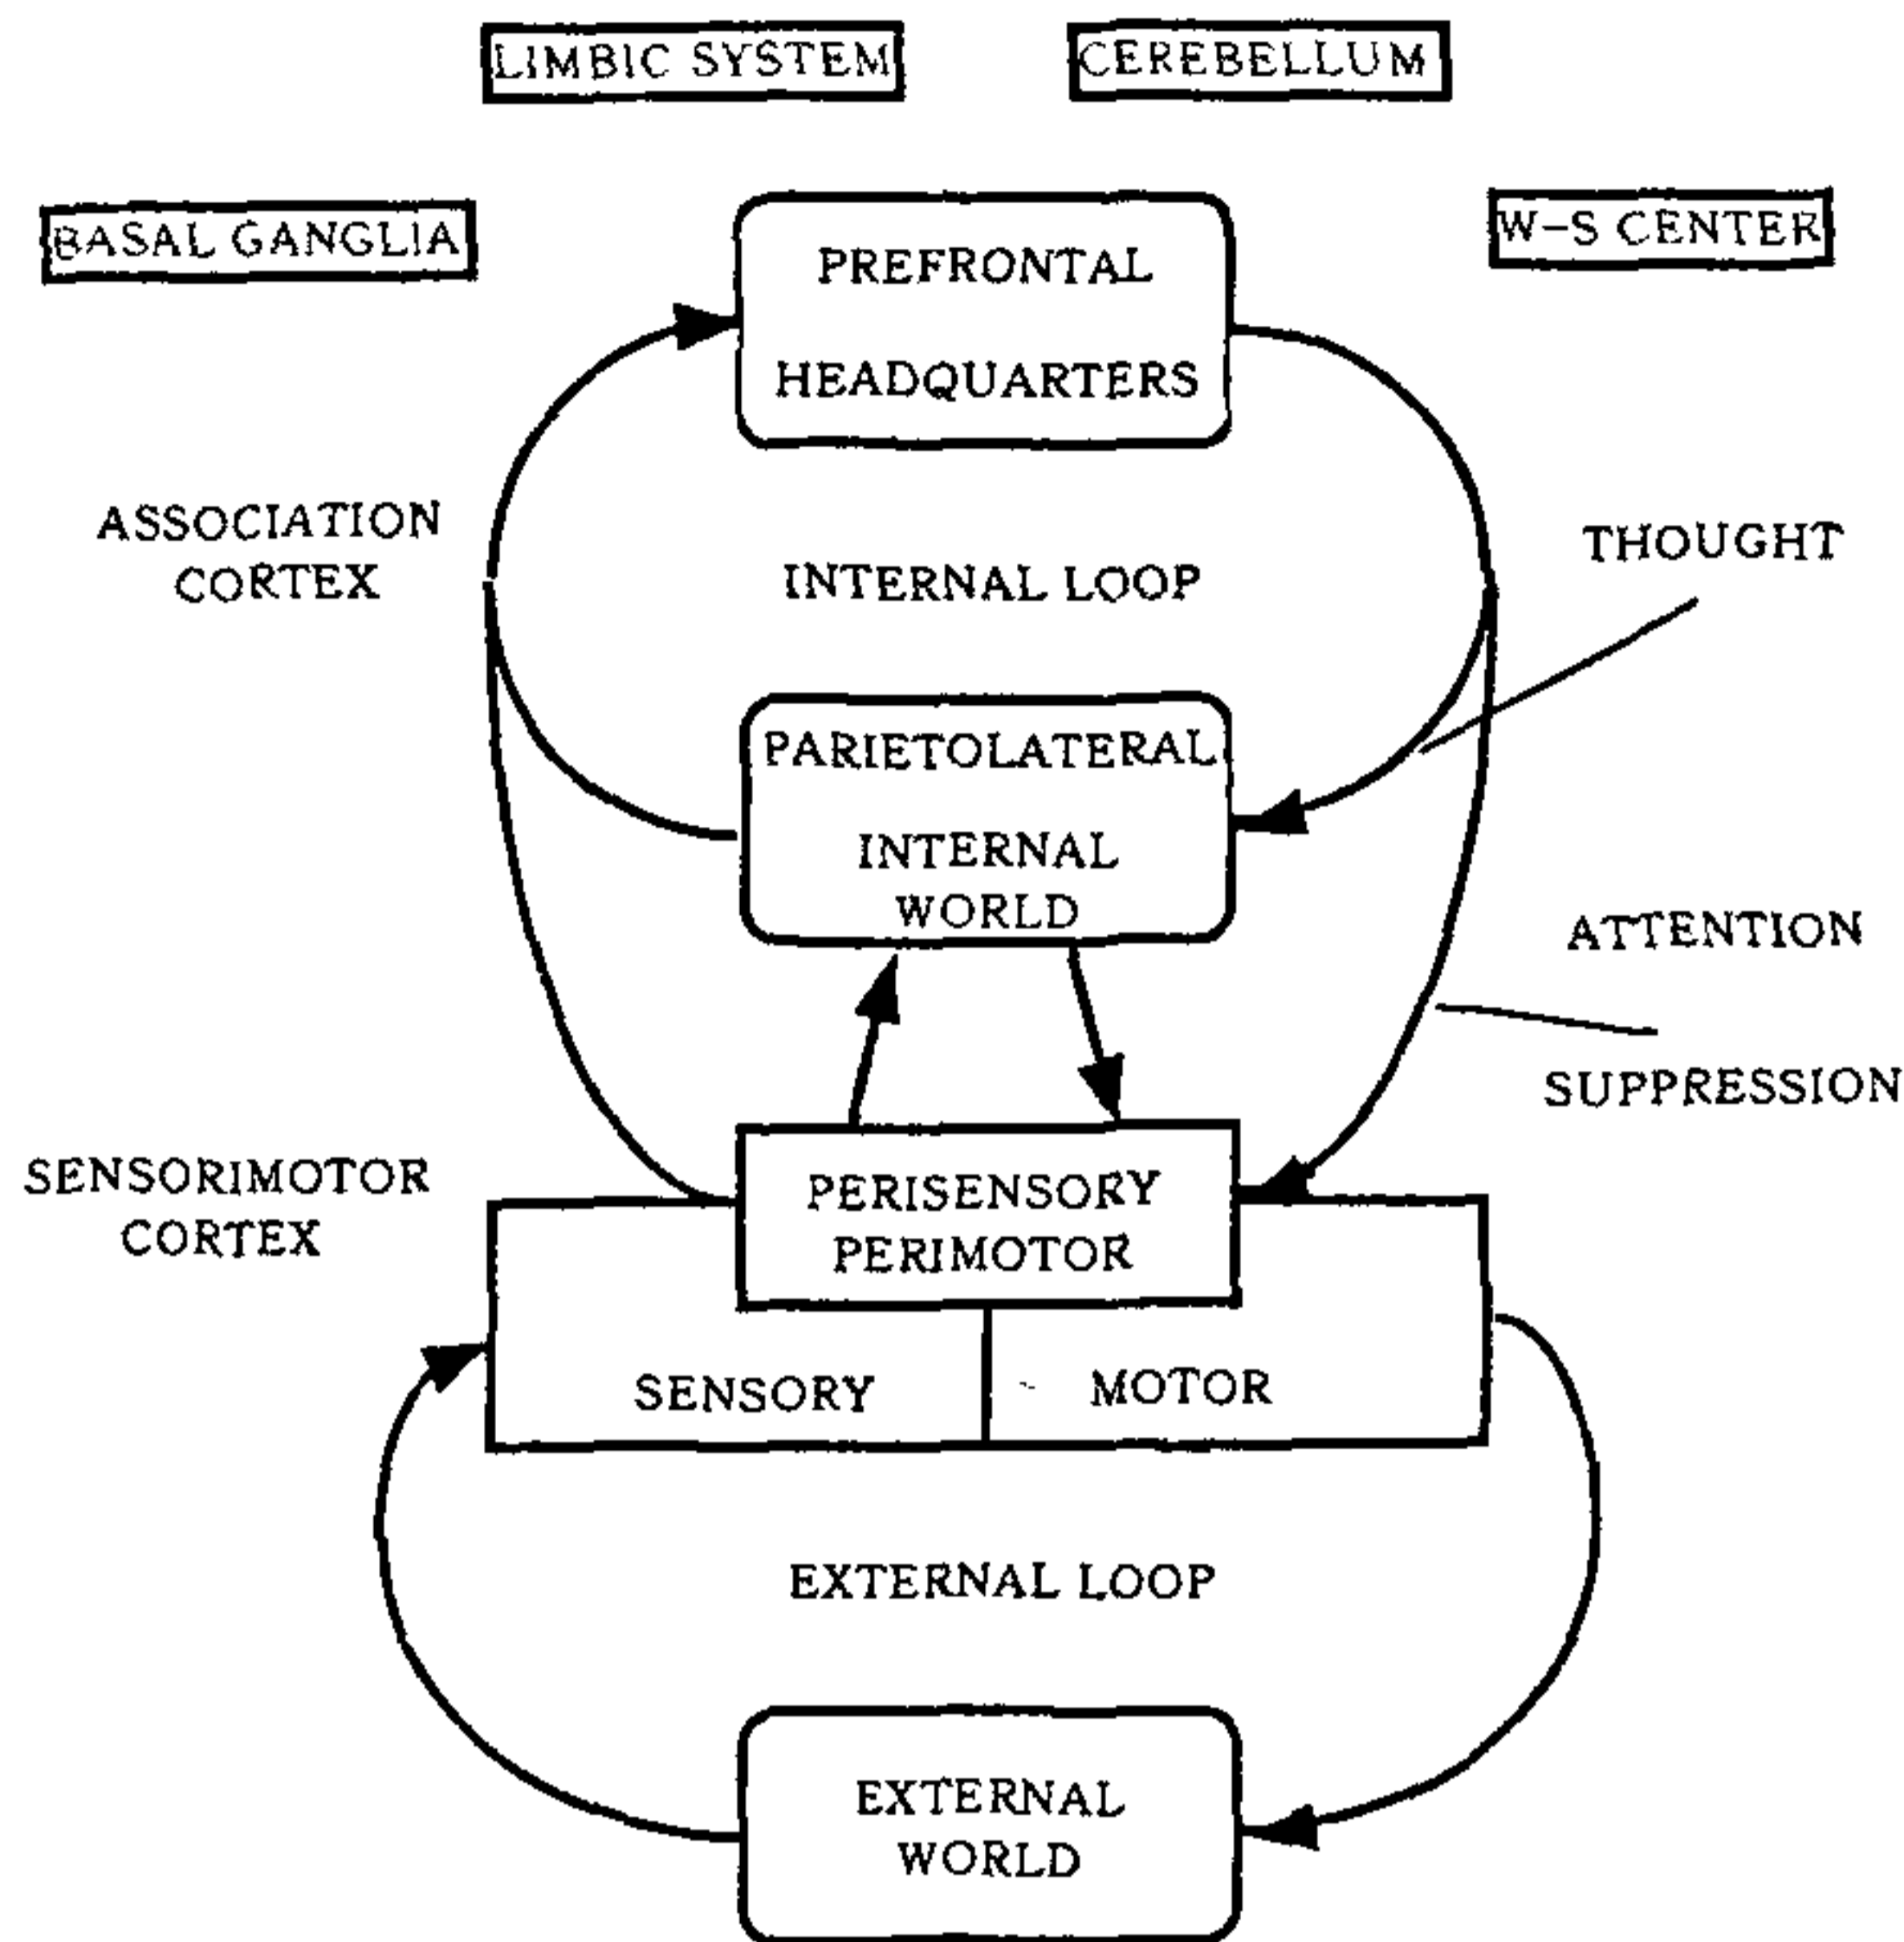 LIMBIC SYSTEM
CEREBELLUM
BASAL GANGLIA
W-S CENTER
PREFRONTAL
HEADQUARTERS
ASSOCIATION
CORTEX
INTERNAL LOOP
THOUGHT
PARIETOLATERAL
INTERNAL
WORLD
ATTENTION
SUPPRESSION
SENSORIMOTOR
CORTEX
PERISENSORY
PERIMOTOR
SENSORY
MOTOR
EXTERNAL LOOP
EXTERNAL
WORLD